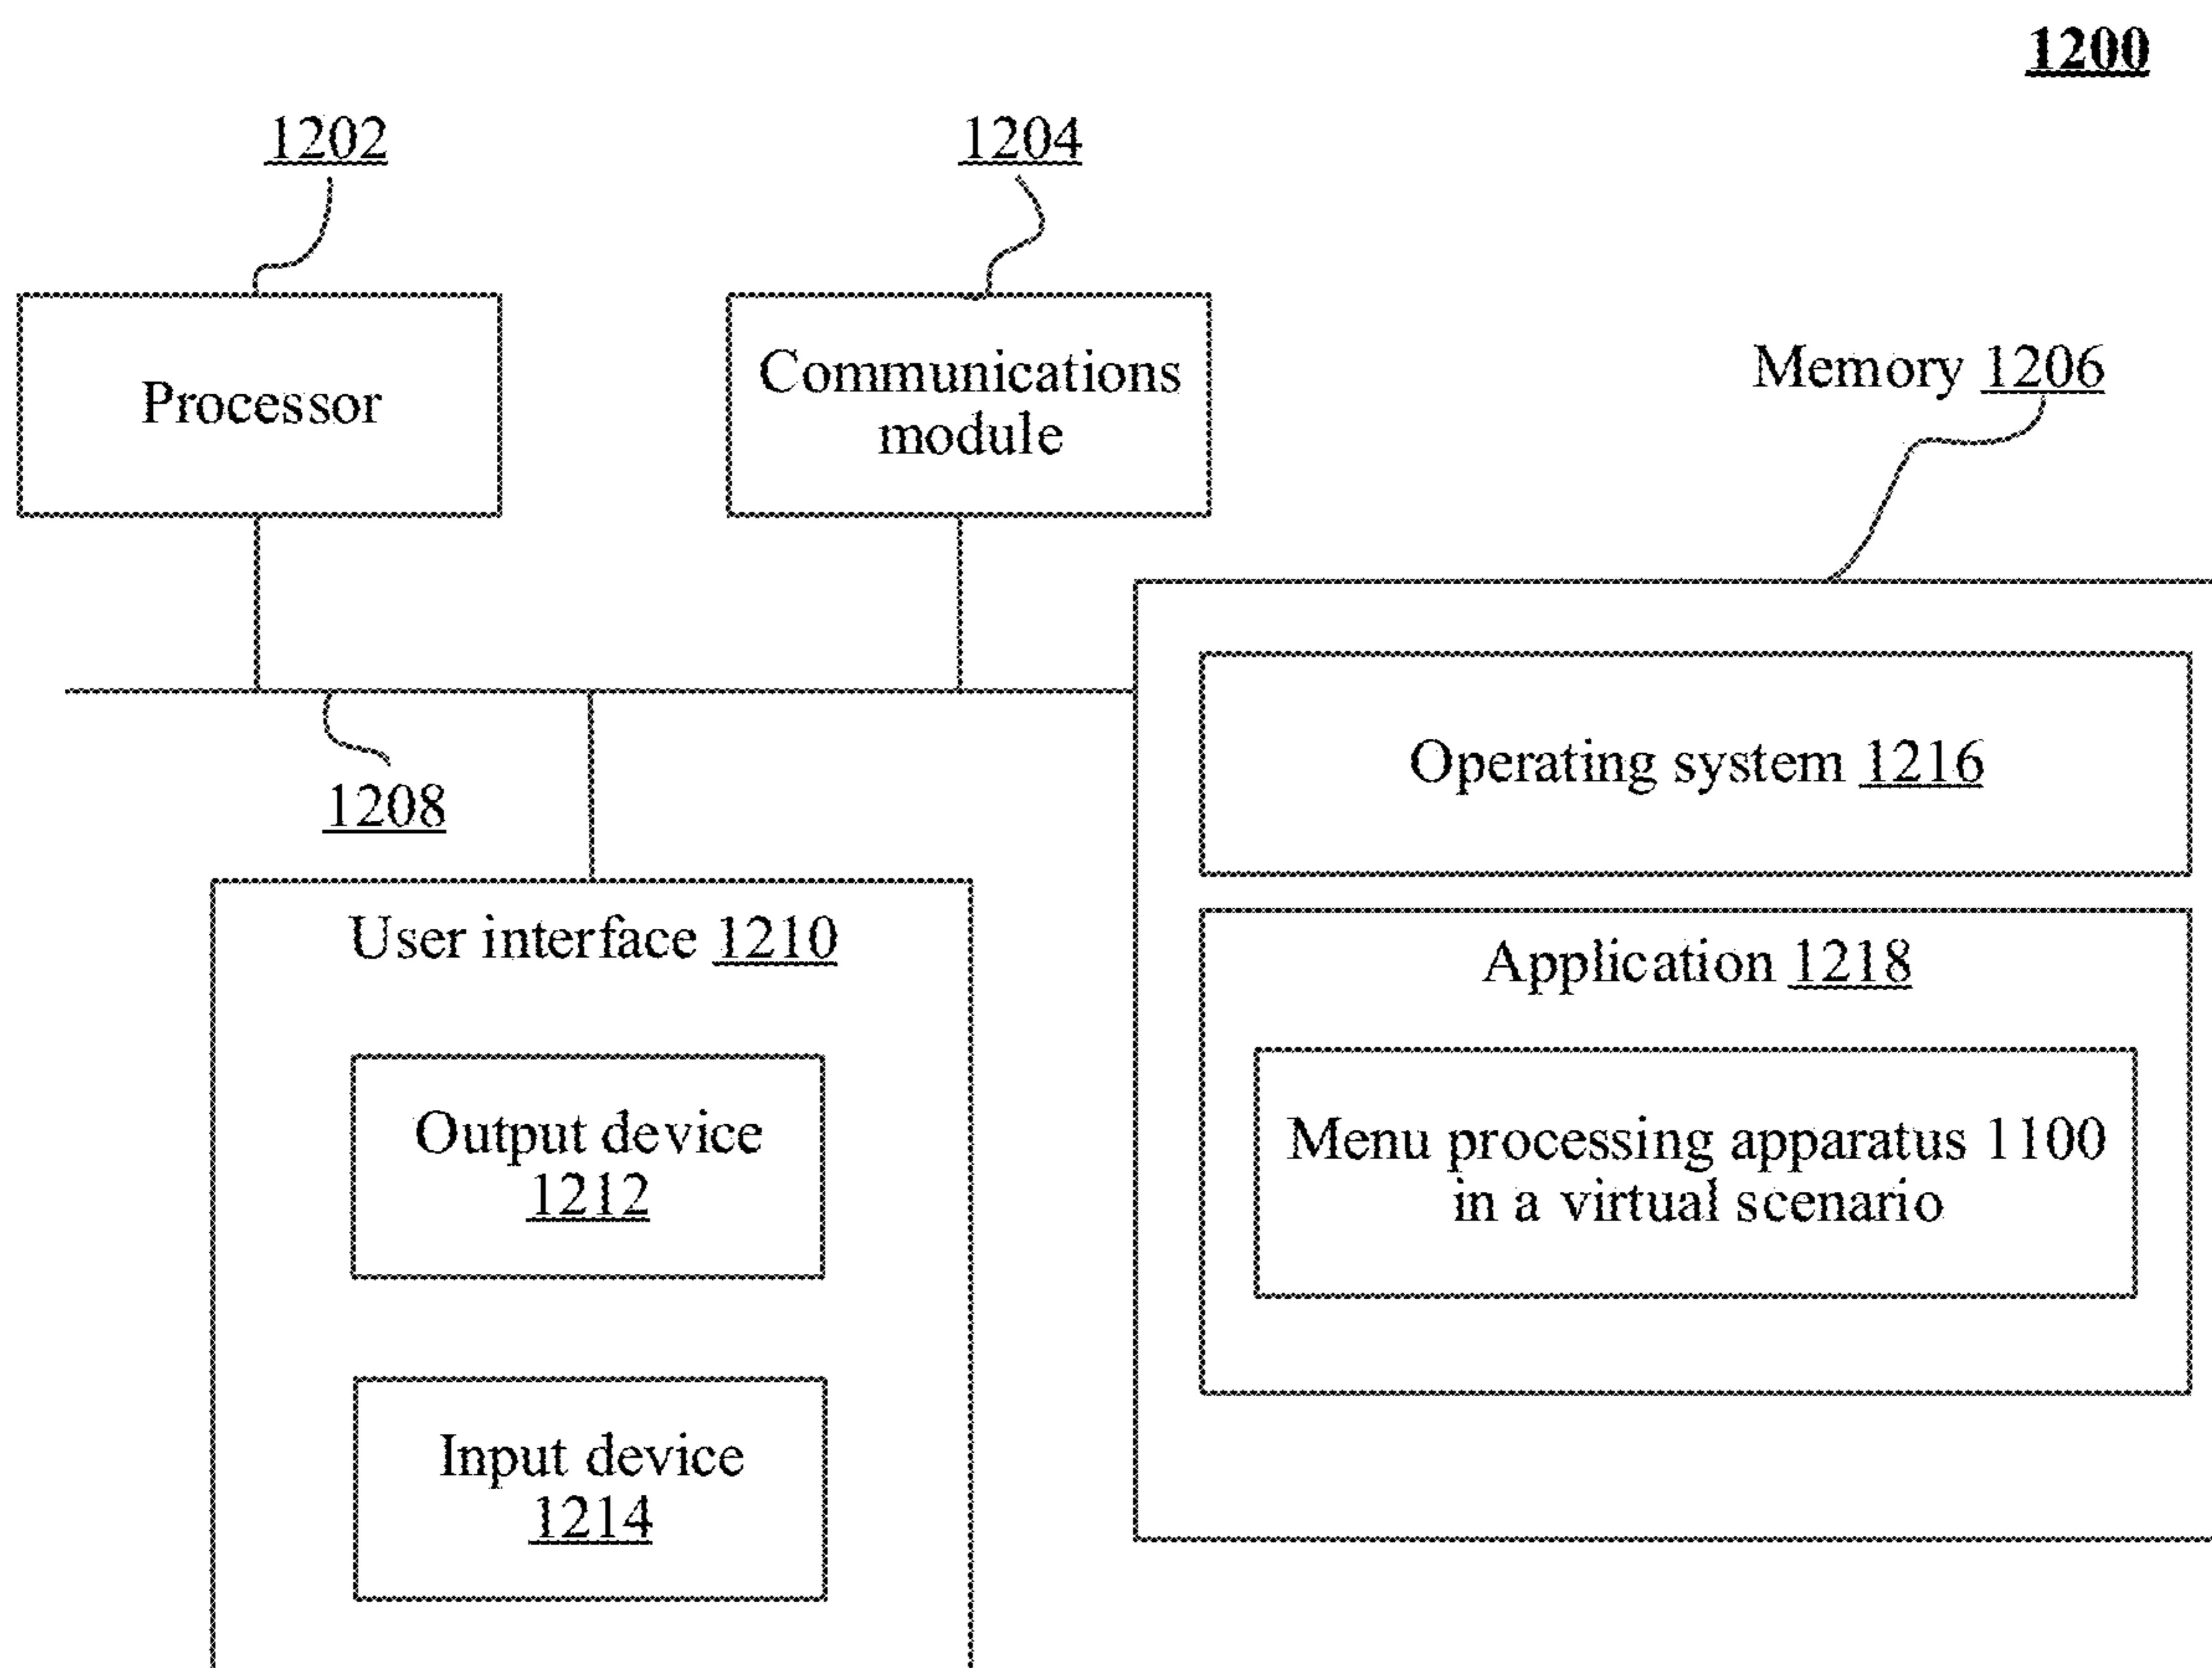 1200
1202
1204
Processor
Communications
module
Memory 1206
Operating system 1216
1208
User interface 1210
Application 1218
Output device
1212
Menu processing apparatus 1100
in a virtual scenario
Input device
1214